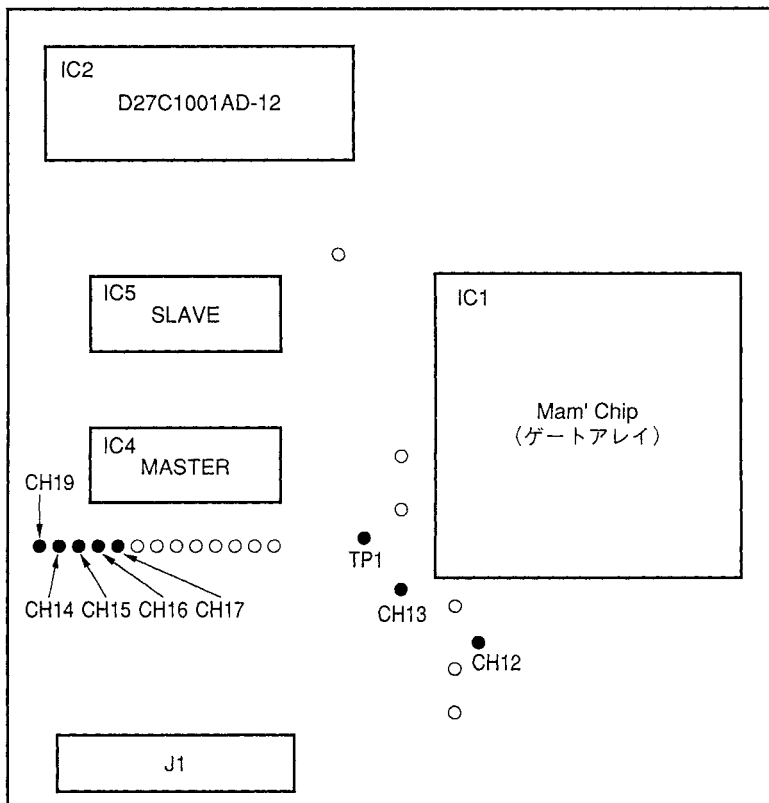 IC2
D27C1001AD-12
IC5
SLAVE
IC1
Mam' Chip
(ゲートアレイ)
IC4
MASTER
CH19
TP1
CH14 CH15 CH16 CH17
CH13
CH12
J1